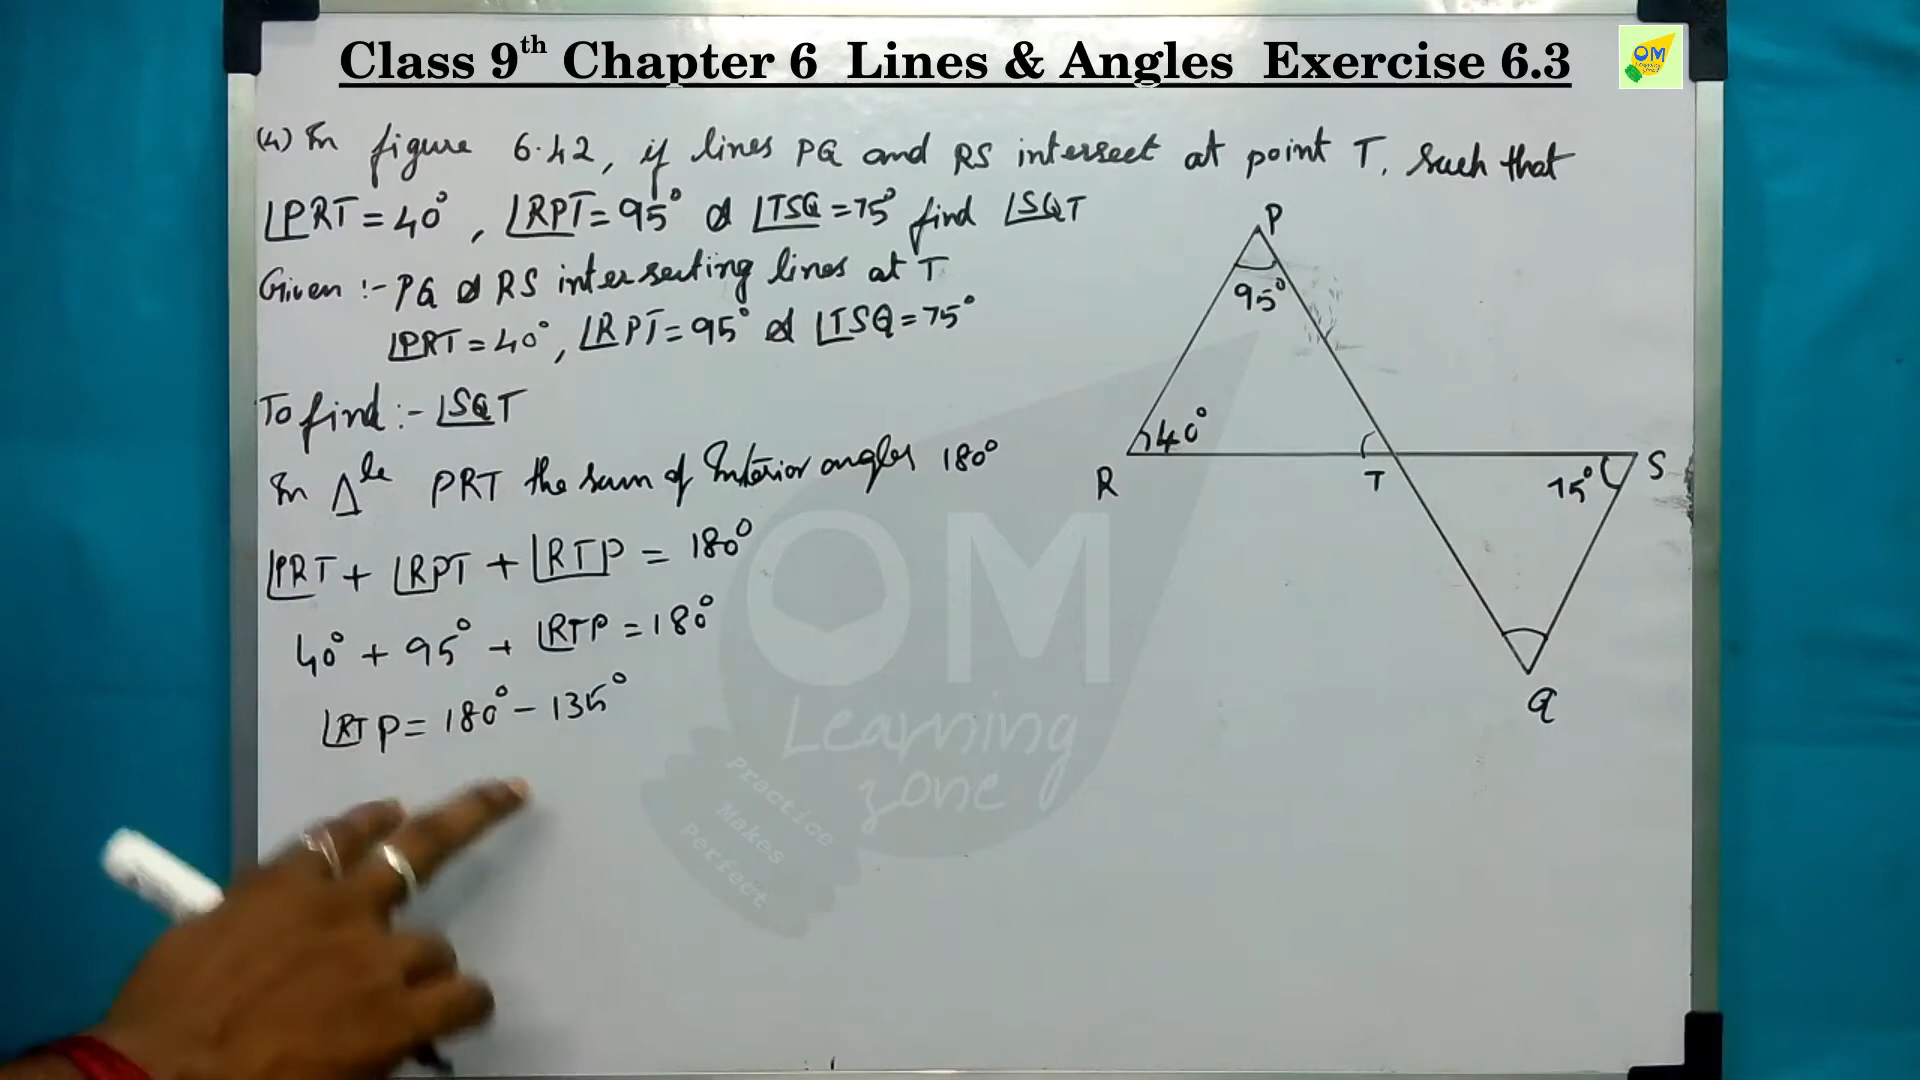 Class 9th Chapter 6 Lines & Angles Exercise 6.3
OM
Learning
Zone
(4) In figure 6.42, if lines PQ and RS intersect at point T, such that
∠PRT = 40°, ∠RPT = 95° & ∠TSQ = 75° find ∠SQT
Given :- PQ & RS intersecting lines at T
∠PRT = 40°, ∠RPT = 95° & ∠TSQ = 75°
To find :- ∠SQT
In Δle PRT the sum of Interior angles 180°
∠PRT + ∠RPT + ∠RTP = 180°
40° + 95° + ∠RTP = 180°
∠RTP = 180° - 135°
P
95°
40°
R
T
75°
S
Q
OM
Learning
zone
Practice
Makes
Perfect